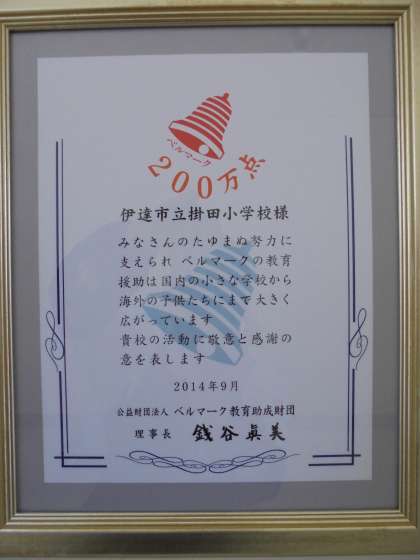 ベルマーク
200万点
伊達市立掛田小学校様
みなさんのたゆまぬ努力に
支えられ ベルマークの教育
援助は国内の小さな学校から
海外の子供たちにまで大きく
広がっています
貴校の活動に敬意と感謝の
意を表します
2014年9月
公益財団法人 ベルマーク教育助成財団
理事長 銭谷眞美